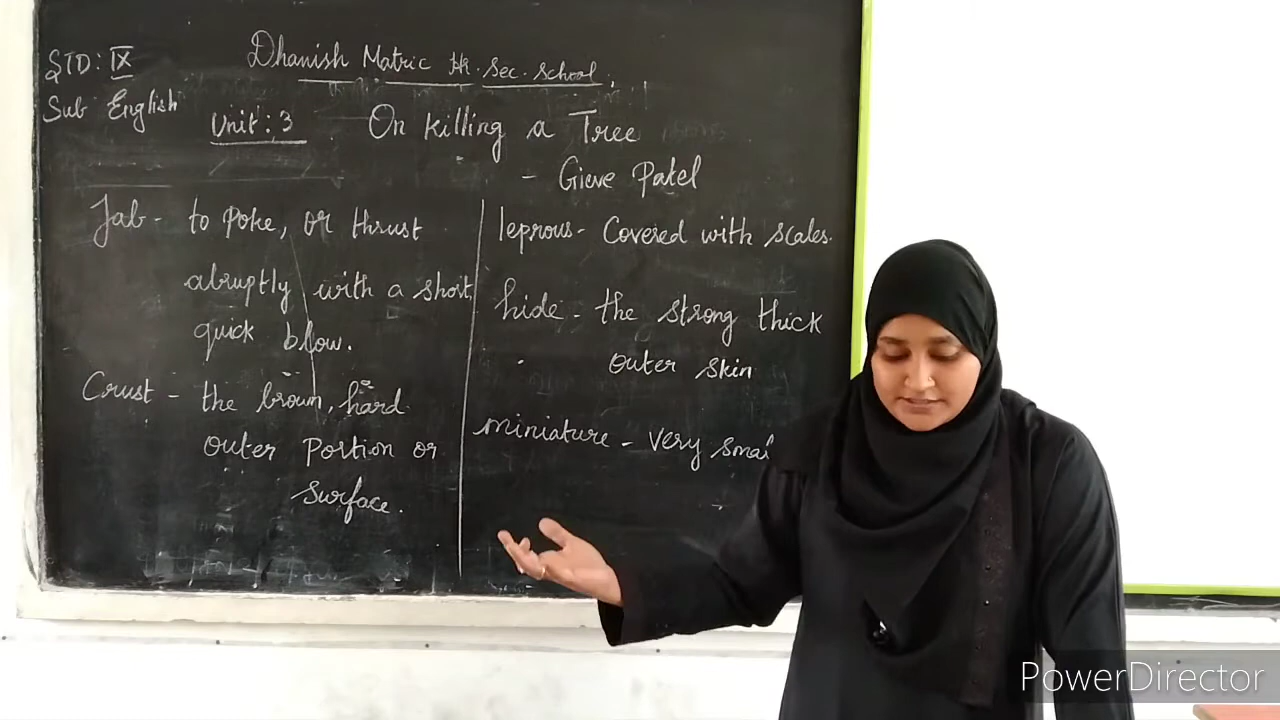 STD: IX
Dhanish Matric Hr. Sec. School
Sub English
Unit: 3
On Killing a Tree
- Gieve Patel
Jab - to Poke, or thrust
abruptly with a short,
quick blow.
Crust - the brown, hard
outer Portion or
Surface.
leprous - Covered with scales.
hide - the strong thick
outer skin
miniature - very smal
PowerDirector